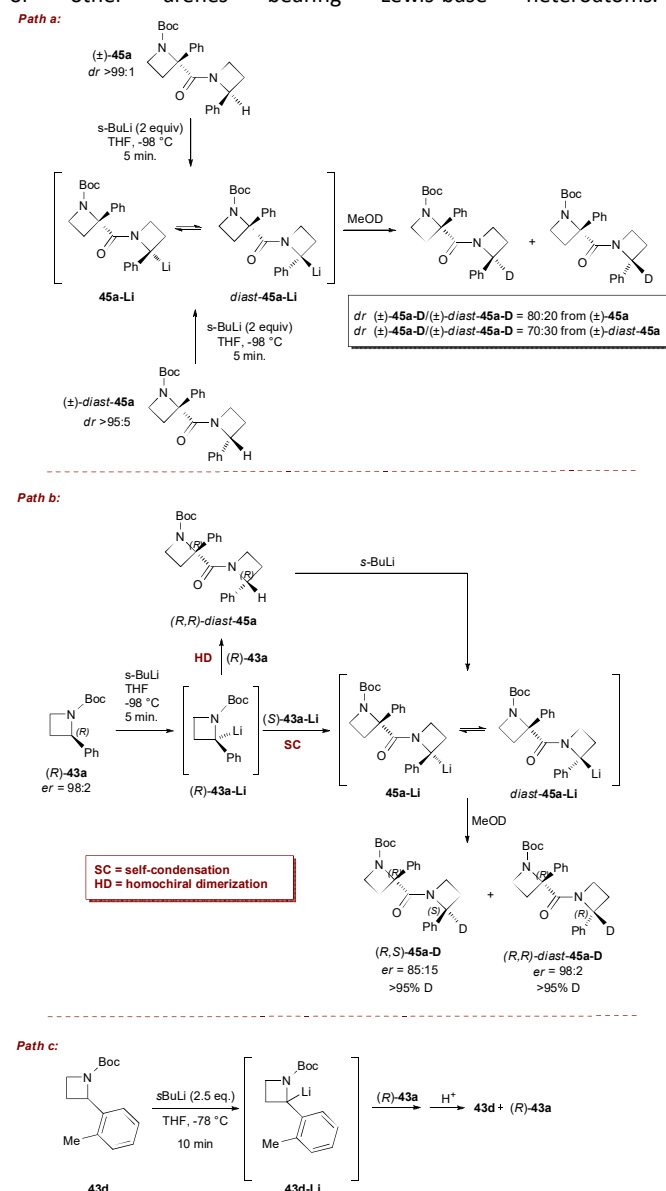 of other arenes bearing Lewis-base heteroatoms.
Path a:
Boc
N
Ph
(±)-45a
dr >99:1
N
O
Ph
H
s-BuLi (2 equiv)
THF, -98 °C
5 min.
Boc
N
Ph
N
O
Ph
Li
45a-Li
Boc
N
Ph
N
O
Ph
Li
diast-45a-Li
MeOD
Boc
N
Ph
N
O
Ph
D
+
Boc
N
Ph
N
O
Ph
D
dr (±)-45a-D/(±)-diast-45a-D = 80:20 from (±)-45a
dr (±)-45a-D/(±)-diast-45a-D = 70:30 from (±)-diast-45a
s-BuLi (2 equiv)
THF, -98 °C
5 min.
Boc
N
Ph
(±)-diast-45a
dr >95:5
N
O
Ph
H
Path b:
Boc
N
(R)
Ph
N
O
(R)
Ph
H
(R,R)-diast-45a
s-BuLi
HD
(R)-43a
Boc
N
(R)
Ph
(R)-43a
er = 98:2
s-BuLi
THF
-98 °C
5 min.
Boc
N
Li
Ph
(R)-43a-Li
(S)-43a-Li
SC
Boc
N
Ph
N
O
Ph
Li
45a-Li
Boc
N
Ph
N
O
Ph
Li
diast-45a-Li
MeOD
SC = self-condensation
HD = homochiral dimerization
Boc
N
(R)
Ph
N
O
(S)
Ph
D
(R,S)-45a-D
er = 85:15
>95% D
+
Boc
N
(R)
Ph
N
O
(R)
Ph
D
(R,R)-diast-45a-D
er = 98:2
>95% D
Path c:
Boc
N
Me
43d
sBuLi (2.5 eq.)
THF, -78 °C
10 min
Boc
N
Li
Me
43d-Li
(R)-43a
H+
43d + (R)-43a